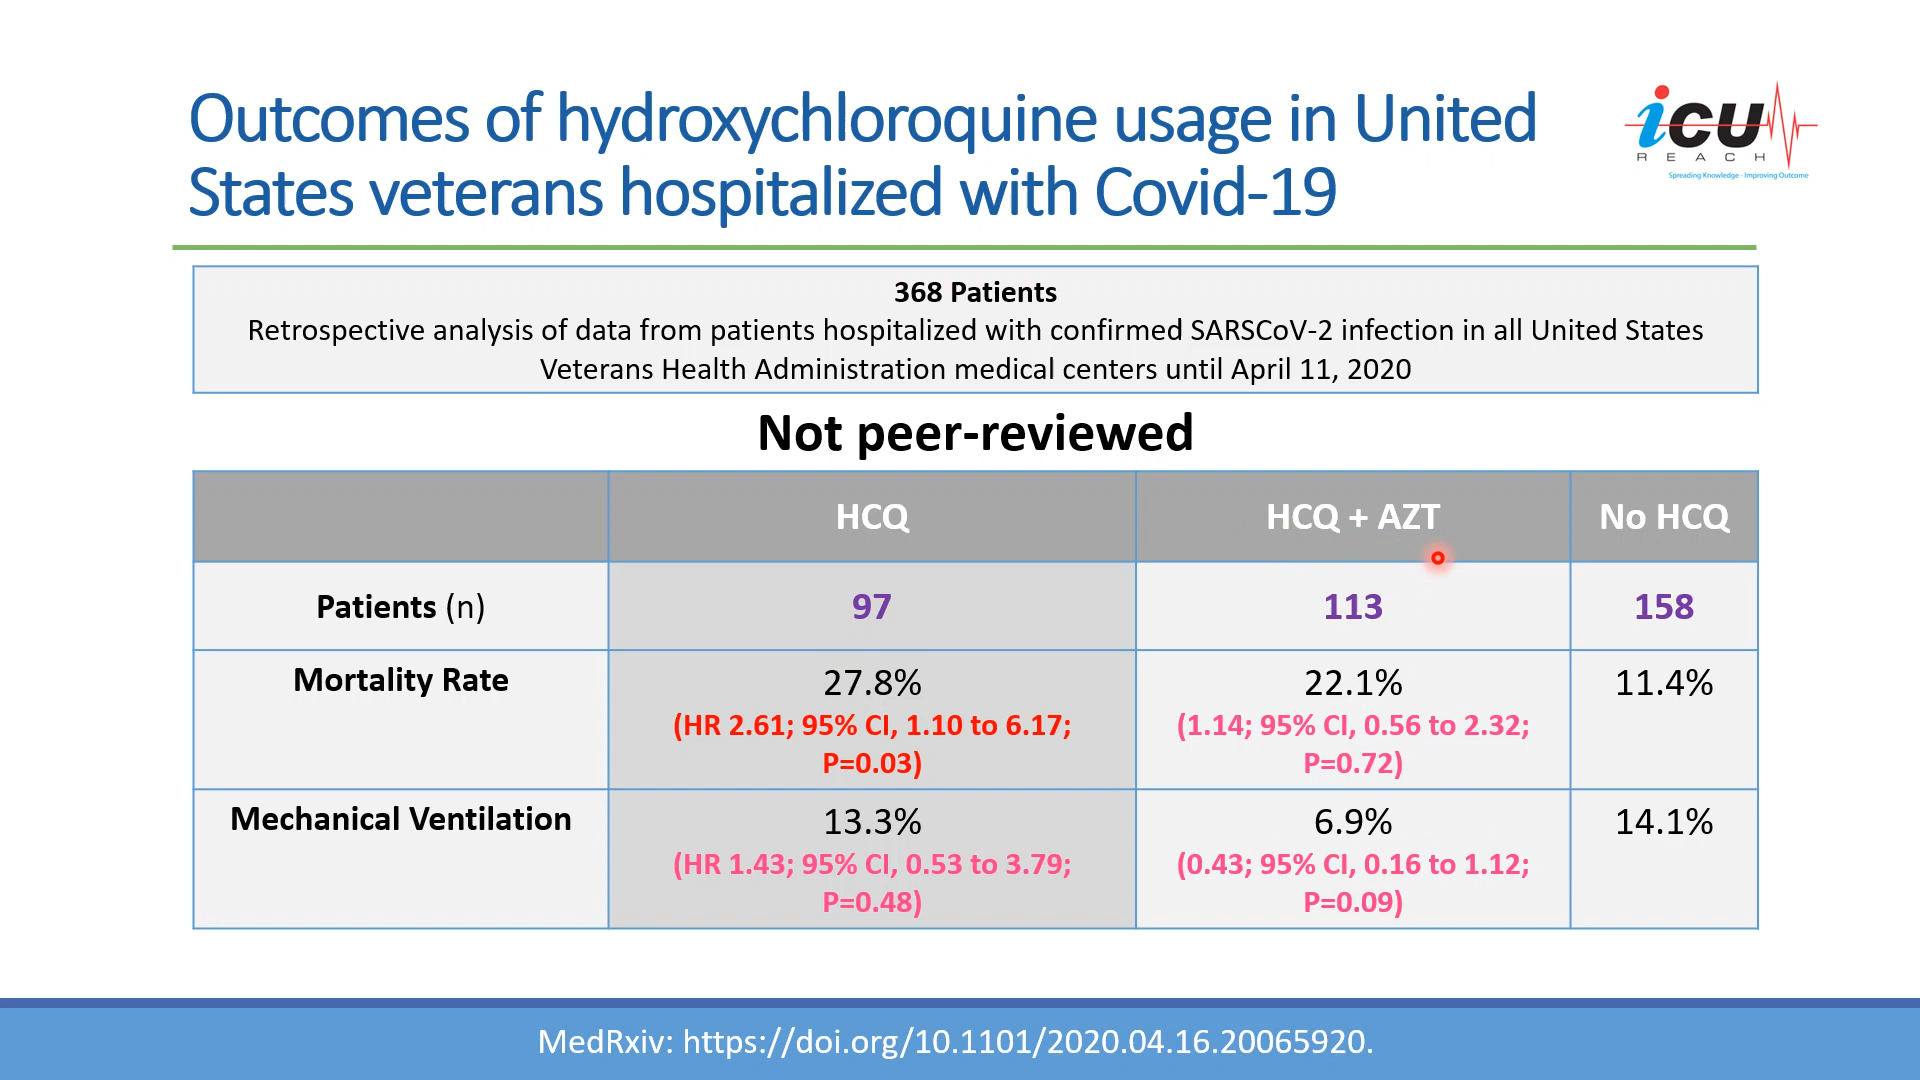 Outcomes of hydroxychloroquine usage in United
States veterans hospitalized with Covid-19
icu
REACH
Spreading Knowledge - Improving Outcome
368 Patients
Retrospective analysis of data from patients hospitalized with confirmed SARSCoV-2 infection in all United States
Veterans Health Administration medical centers until April 11, 2020
Not peer-reviewed
HCQ
HCQ + AZT
No HCQ
Patients (n)
97
113
158
Mortality Rate
27.8%
(HR 2.61; 95% CI, 1.10 to 6.17;
P=0.03)
22.1%
(1.14; 95% CI, 0.56 to 2.32;
P=0.72)
11.4%
Mechanical Ventilation
13.3%
(HR 1.43; 95% CI, 0.53 to 3.79;
P=0.48)
6.9%
(0.43; 95% CI, 0.16 to 1.12;
P=0.09)
14.1%
MedRxiv: https://doi.org/10.1101/2020.04.16.20065920.